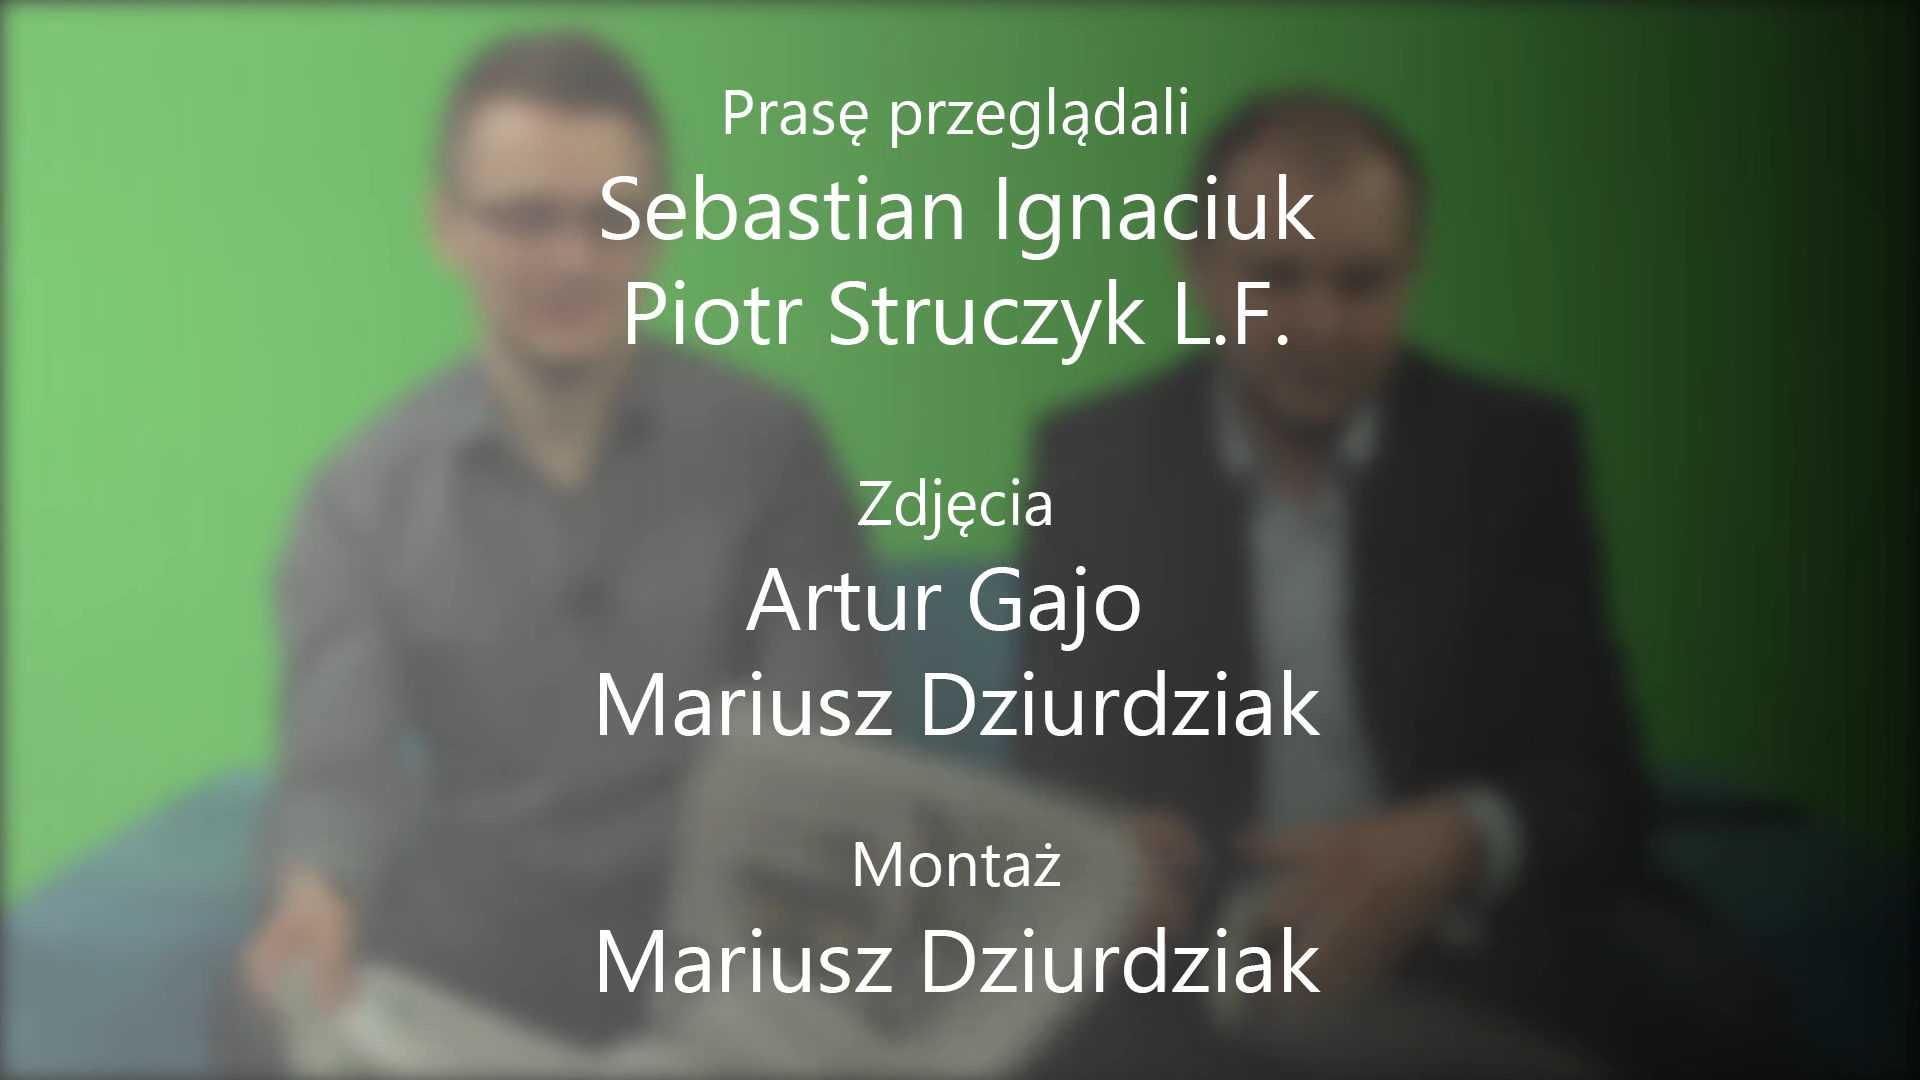 Prasę przeglądali
Sebastian Ignaciuk
Piotr Struczyk L.F.
Zdjęcia
Artur Gajo
Mariusz Dziurdziak
Montaż
Mariusz Dziurdziak